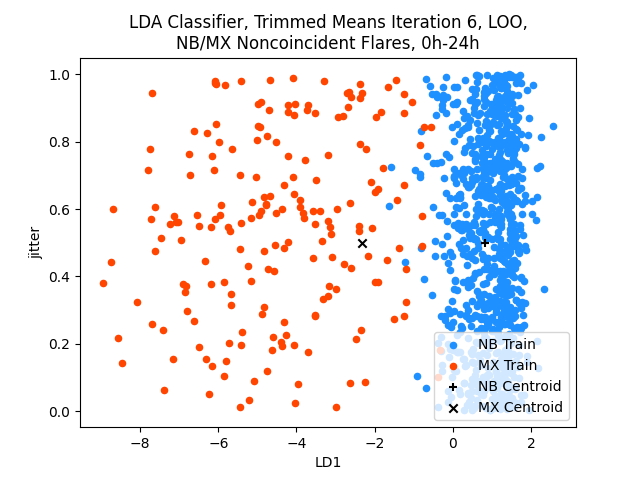 LDA Classifier, Trimmed Means Iteration 6, LOO,
NB/MX Noncoincident Flares, 0h-24h
jitter
1.0
0.8
0.6
0.4
0.2
0.0
−8
−6
−4
−2
0
2
LD1
NB Train
MX Train
NB Centroid
MX Centroid